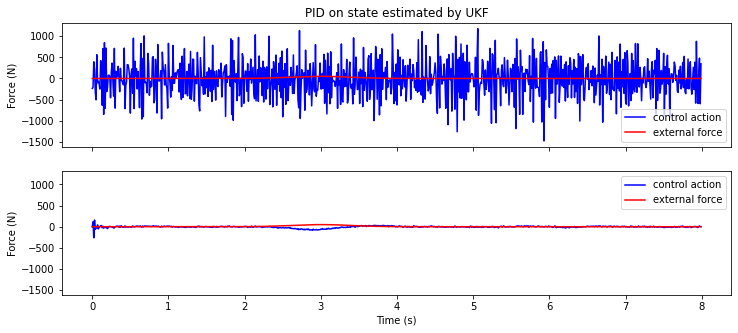 PID on state estimated by UKF
1000
500
0
-500
-1000
-1500
Force (N)
control action
external force
1000
500
0
-500
-1000
-1500
Force (N)
control action
external force
0 1 2 3 4 5 6 7 8
Time (s)